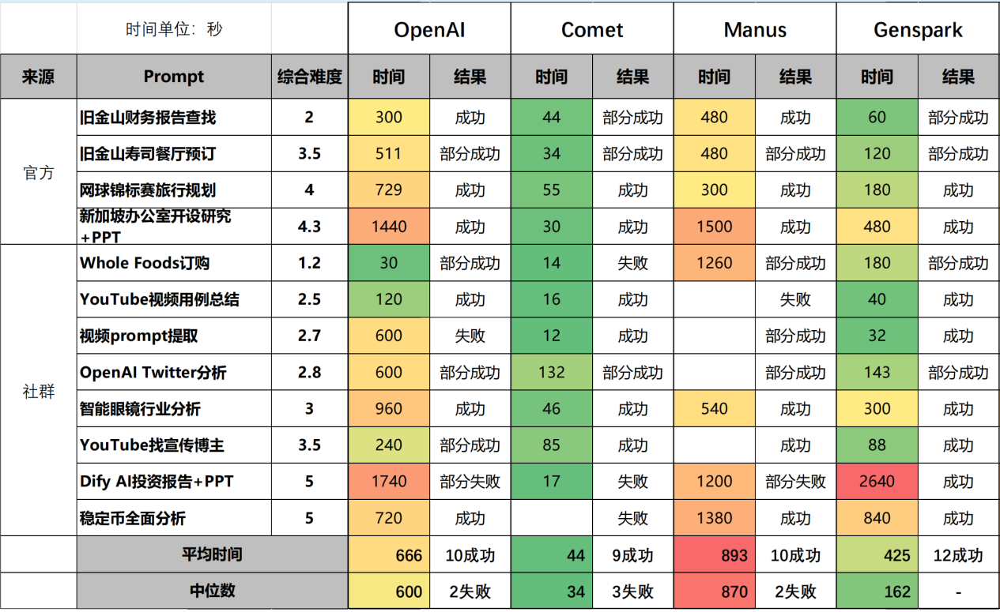 时间单位：秒 OpenAI Comet Manus Genspark
来源 Prompt 综合难度 时间 结果 时间 结果 时间 结果 时间 结果
官方
旧金山财务报告查找 2 300 成功 44 部分成功 480 成功 60 部分成功
旧金山寿司餐厅预订 3.5 511 部分成功 34 部分成功 480 部分成功 120 部分成功
网球锦标赛旅行规划 4 729 成功 55 成功 300 成功 180 成功
新加坡办公室开设研究
+PPT 4.3 1440 成功 30 成功 1500 成功 480 成功
社群
Whole Foods订购 1.2 30 部分成功 14 失败 1260 部分成功 180 部分成功
YouTube视频用例总结 2.5 120 成功 16 成功 失败 40 成功
视频prompt提取 2.7 600 失败 12 成功 部分成功 32 成功
OpenAI Twitter分析 2.8 600 部分成功 132 部分成功 部分成功 143 部分成功
智能眼镜行业分析 3 960 成功 46 成功 540 成功 300 成功
YouTube找宣传博主 3.5 240 部分成功 85 成功 成功 88 成功
Dify AI投资报告+PPT 5 1740 部分失败 17 失败 1200 部分失败 2640 成功
稳定币全面分析 5 720 成功 失败 1380 成功 840 成功
平均时间 666 10成功 44 9成功 893 10成功 425 12成功
中位数 600 2失败 34 3失败 870 2失败 162 -